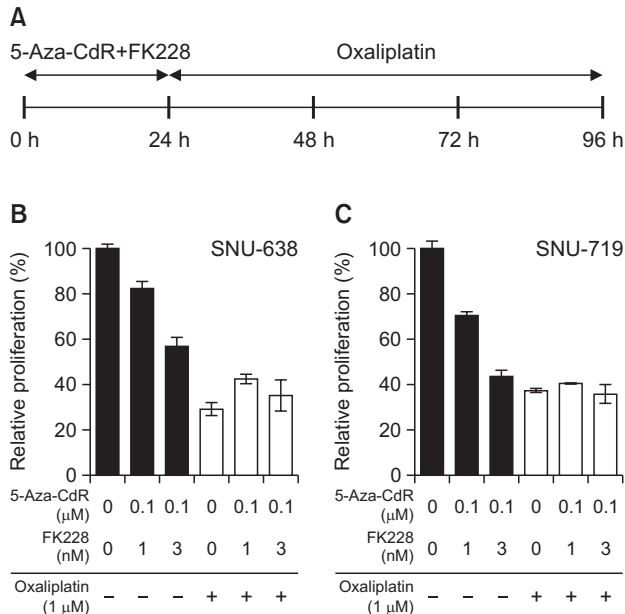 A
5-Aza-CdR+FK228 Oxaliplatin
0 h 24 h 48 h 72 h 96 h
B
SNU-638
Relative proliferation (%)
100
80
60
40
20
0
5-Aza-CdR (μM) 0 0.1 0.1 0 0.1 0.1
FK228 (nM) 0 1 3 0 1 3
Oxaliplatin (1 μM) − − − + + +
C
SNU-719
Relative proliferation (%)
100
80
60
40
20
0
5-Aza-CdR (μM) 0 0.1 0.1 0 0.1 0.1
FK228 (nM) 0 1 3 0 1 3
Oxaliplatin (1 μM) − − − + + +